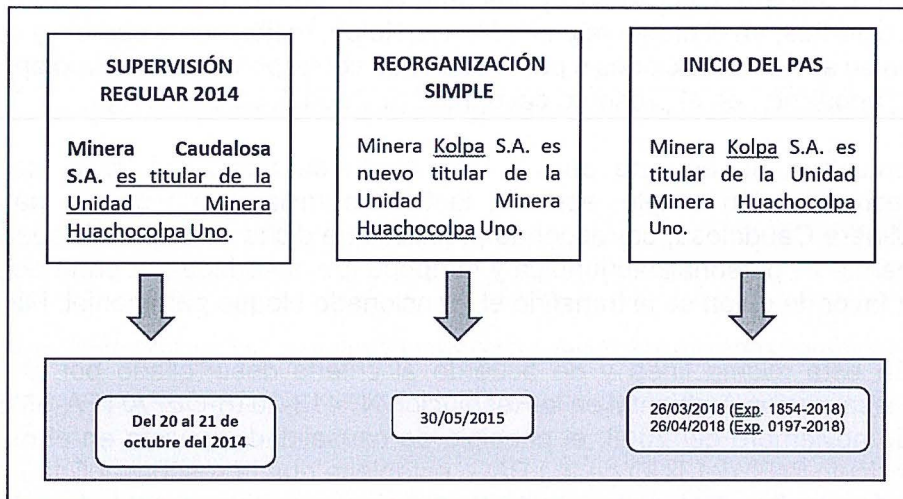 SUPERVISIÓN
REGULAR 2014
Minera Caudalosa
S.A. es titular de la
Unidad Minera
Huachocolpa Uno.
REORGANIZACIÓN
SIMPLE
Minera Kolpa S.A. es
nuevo titular de la
Unidad Minera
Huachocolpa Uno.
INICIO DEL PAS
Minera Kolpa S.A. es
titular de la Unidad
Minera Huachocolpa
Uno.
Del 20 al 21 de
octubre del 2014
30/05/2015
26/03/2018 (Exp. 1854-2018)
26/04/2018 (Exp. 0197-2018)